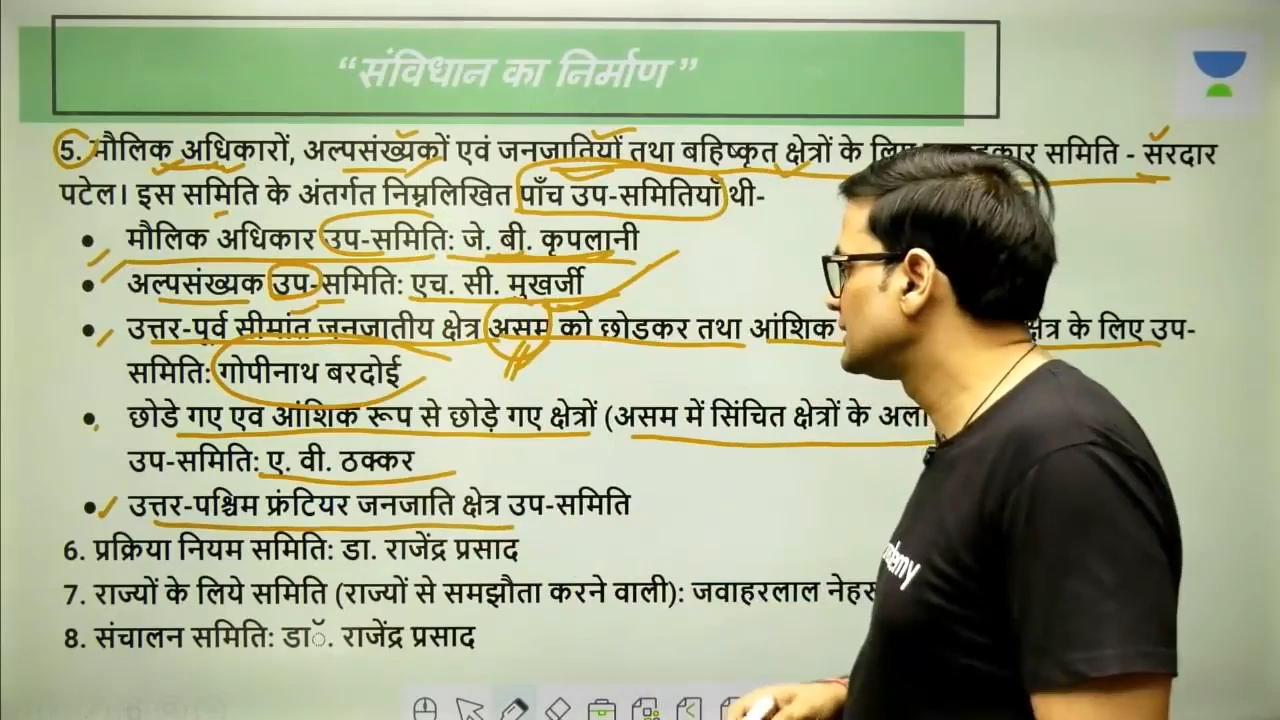 “संविधान का निर्माण ”
5. मौलिक अधिकारों, अल्पसंख्यकों एवं जनजातियों तथा बहिष्कृत क्षेत्रों के लिए समिति - सरदार
पटेल। इस समिति के अंतर्गत निम्नलिखित पाँच उप-समितियाँ थी-
• मौलिक अधिकार उप-समिति: जे. बी. कृपलानी
• अल्पसंख्यक उप-समिति: एच. सी. मुखर्जी
• उत्तर-पूर्व सीमांत जनजातीय क्षेत्र असम को छोडकर तथा आंशिक क्षेत्र के लिए उप-
समिति: गोपीनाथ बरदोई
• छोडे गए एव आंशिक रूप से छोड़े गए क्षेत्रों (असम में सिंचित क्षेत्रों के
उप-समिति: ए. वी. ठक्कर
• उत्तर-पश्चिम फ्रंटियर जनजाति क्षेत्र उप-समिति
6. प्रक्रिया नियम समिति: डा. राजेंद्र प्रसाद
7. राज्यों के लिये समिति (राज्यों से समझौता करने वाली): जवाहरलाल
8. संचालन समिति: डाॅ. राजेंद्र प्रसाद